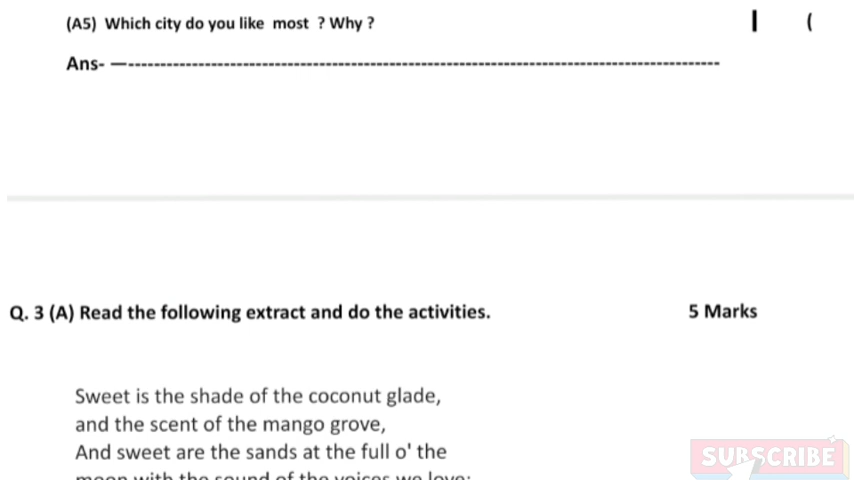 (A5) Which city do you like most ? Why ?
Ans- —--------------------------------------------------------------------------------------------
Q. 3 (A) Read the following extract and do the activities. 5 Marks
Sweet is the shade of the coconut glade,
and the scent of the mango grove,
And sweet are the sands at the full o' the
moon with the sound of the voices we love;
SUBSCRIBE